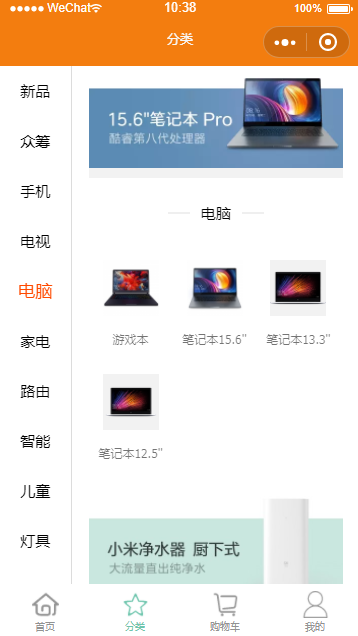 WeChat
10:38
100%
分类
新品
众筹
手机
电视
电脑
家电
路由
智能
儿童
灯具
15.6"笔记本 Pro
酷睿第八代处理器
电脑
游戏本
笔记本15.6"
笔记本13.3"
笔记本12.5"
小米净水器 厨下式
大流量直出纯净水
首页
分类
购物车
我的